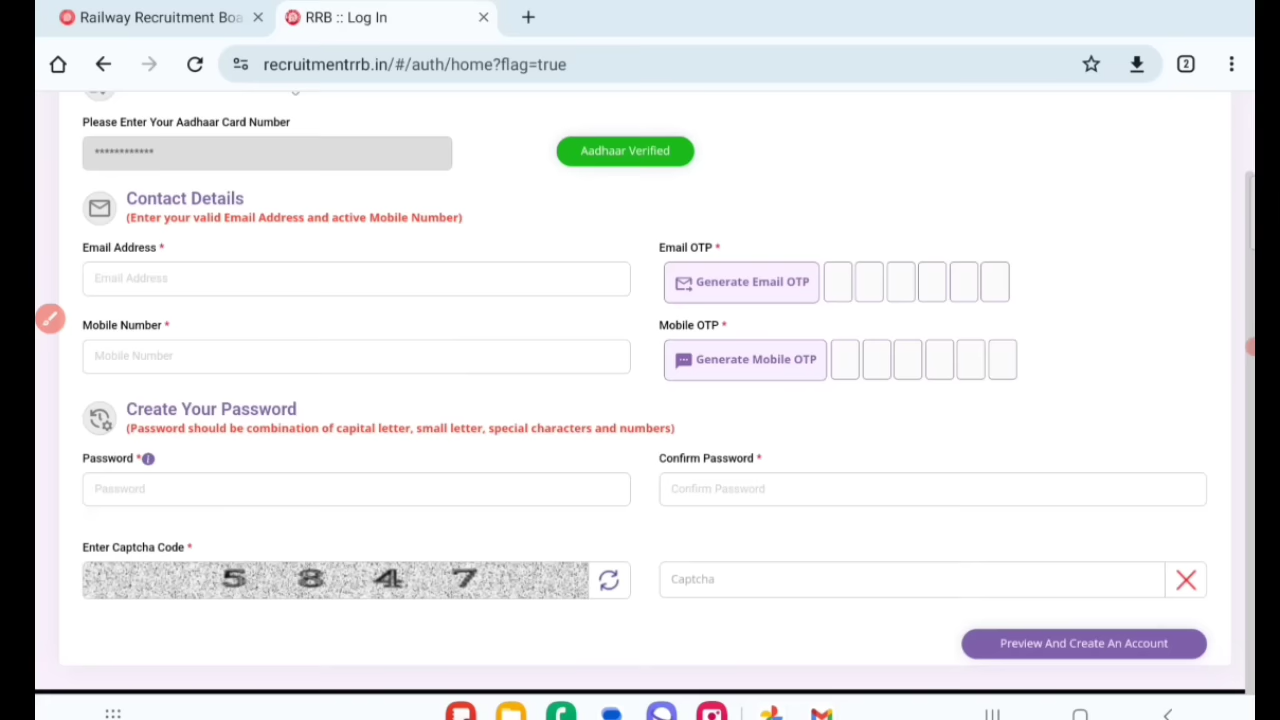 Railway Recruitment Boa
RRB :: Log In
recruitmentrrb.in/#/auth/home?flag=true
2
Please Enter Your Aadhaar Card Number
************
Aadhaar Verified
Contact Details
(Enter your valid Email Address and active Mobile Number)
Email Address *
Email OTP *
Email Address
Generate Email OTP
Mobile Number *
Mobile OTP *
Mobile Number
Generate Mobile OTP
Create Your Password
(Password should be combination of capital letter, small letter, special characters and numbers)
Password * i
Confirm Password *
Password
Confirm Password
Enter Captcha Code *
5 8 4 7
Captcha
Preview And Create An Account